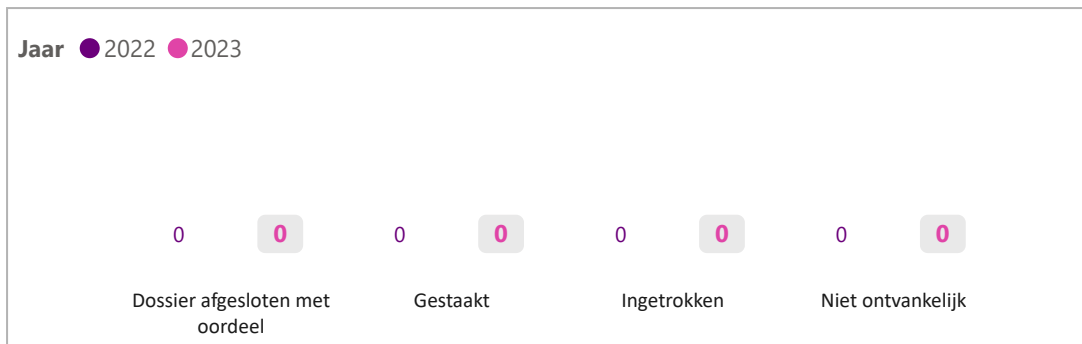 Jaar 2022 2023
0 0 0 0 0 0 0 0
Dossier afgesloten met Gestaakt Ingetrokken Niet ontvankelijk
oordeel